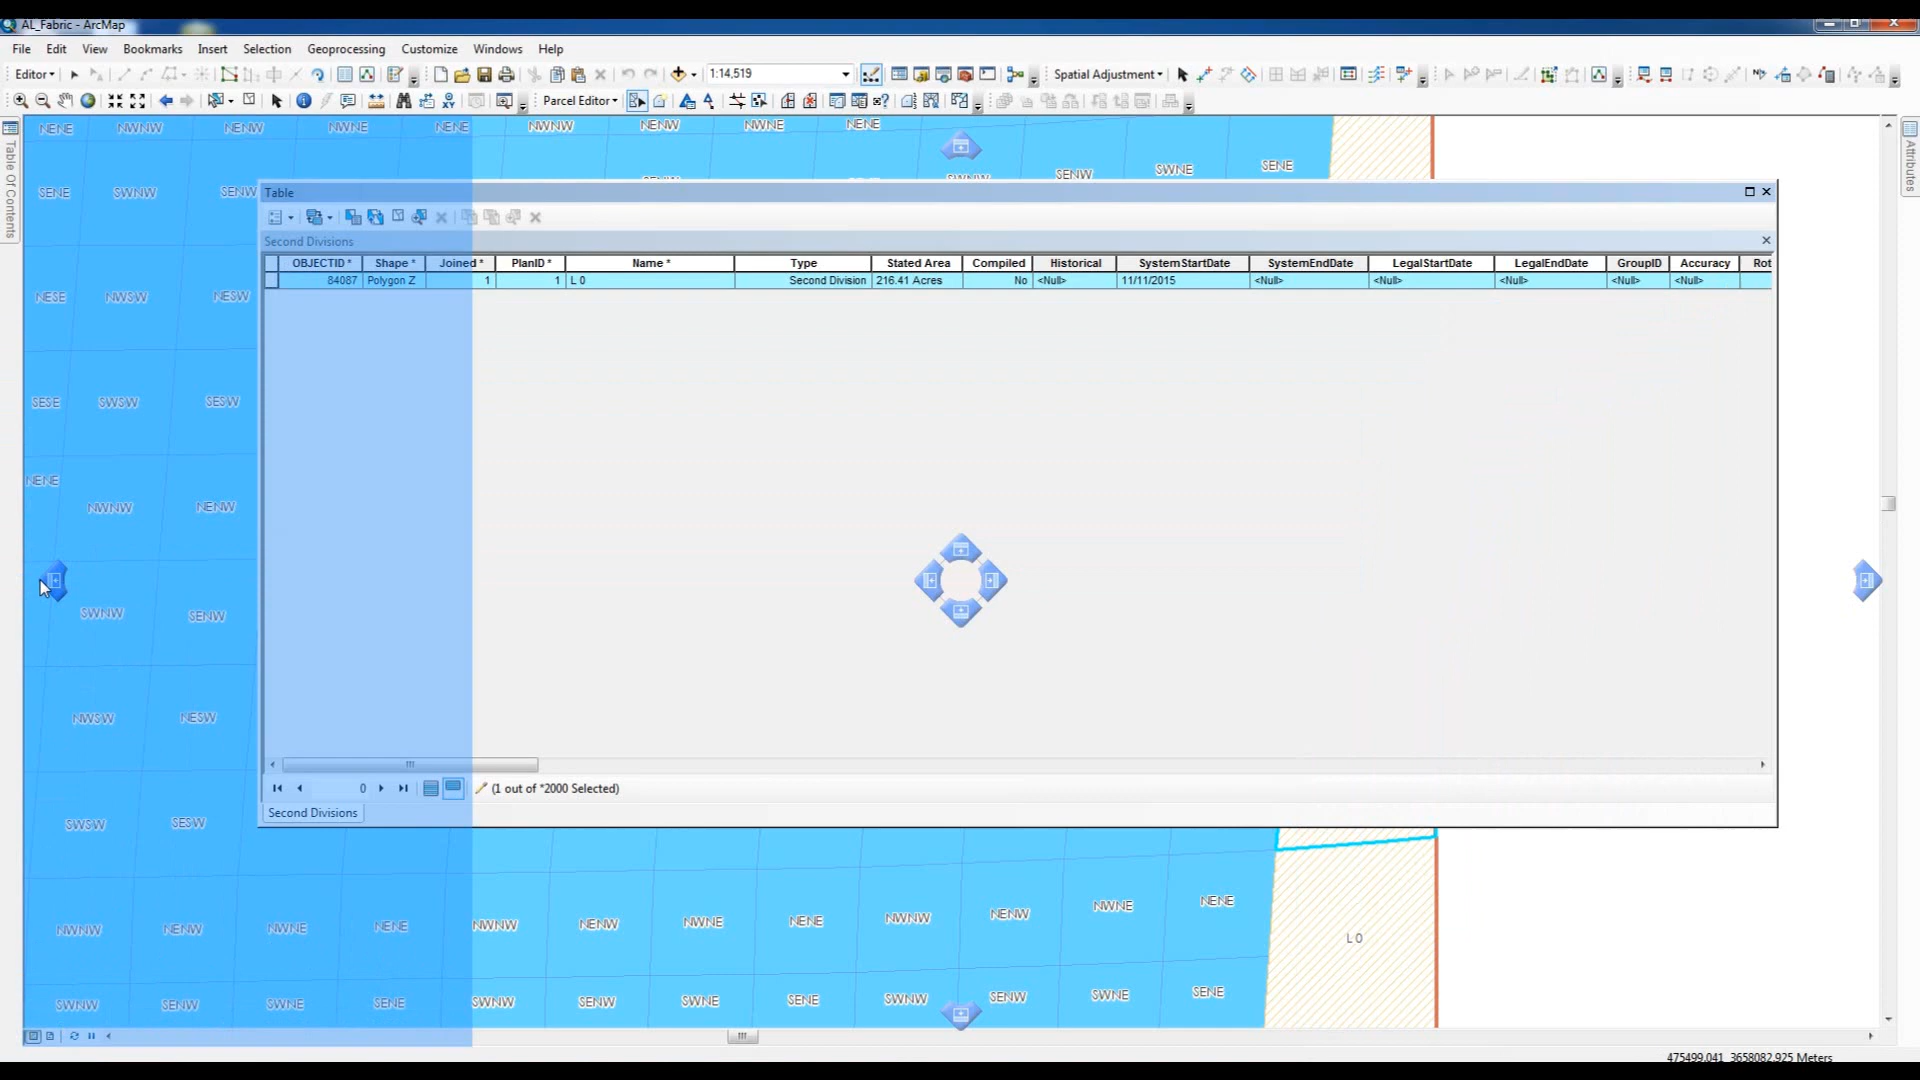 AL_Fabric - ArcMap
File Edit View Bookmarks Insert Selection Geoprocessing Customize Windows Help
Editor 1:14,519 Spatial Adjustment
Parcel Editor
NENE NWNW NENW NWNE NENE NWNW NENW NWNE NENE
SENE SWNW SENW SENW SWNW SENW SWNE SENE
Table Of Contents
Attributes
Table
Second Divisions
OBJECTID * Shape * Joined * PlanID * Name * Type Stated Area Compiled Historical SystemStartDate SystemEndDate LegalStartDate LegalEndDate GroupID Accuracy Rot
84087 Polygon Z 1 1 L 0 Second Division 216.41 Acres No <Null> 11/11/2015 <Null> <Null> <Null> <Null> <Null>
NESE NWSW NESW
SESE SWSW SESW
NENE
NWNW NENW
SWNW SENW
NWSW NESW
0 (1 out of *2000 Selected)
Second Divisions
SWSW SESW
NWNW NENW NWNE NENE NWNW NENW NWNE NENE NWNW NENW NWNE NENE
L 0
SWNW SENW SWNE SENE SWNW SENW SWNE SENE SWNW SENW SWNE SENE
475499.041 3658082.925 Meters